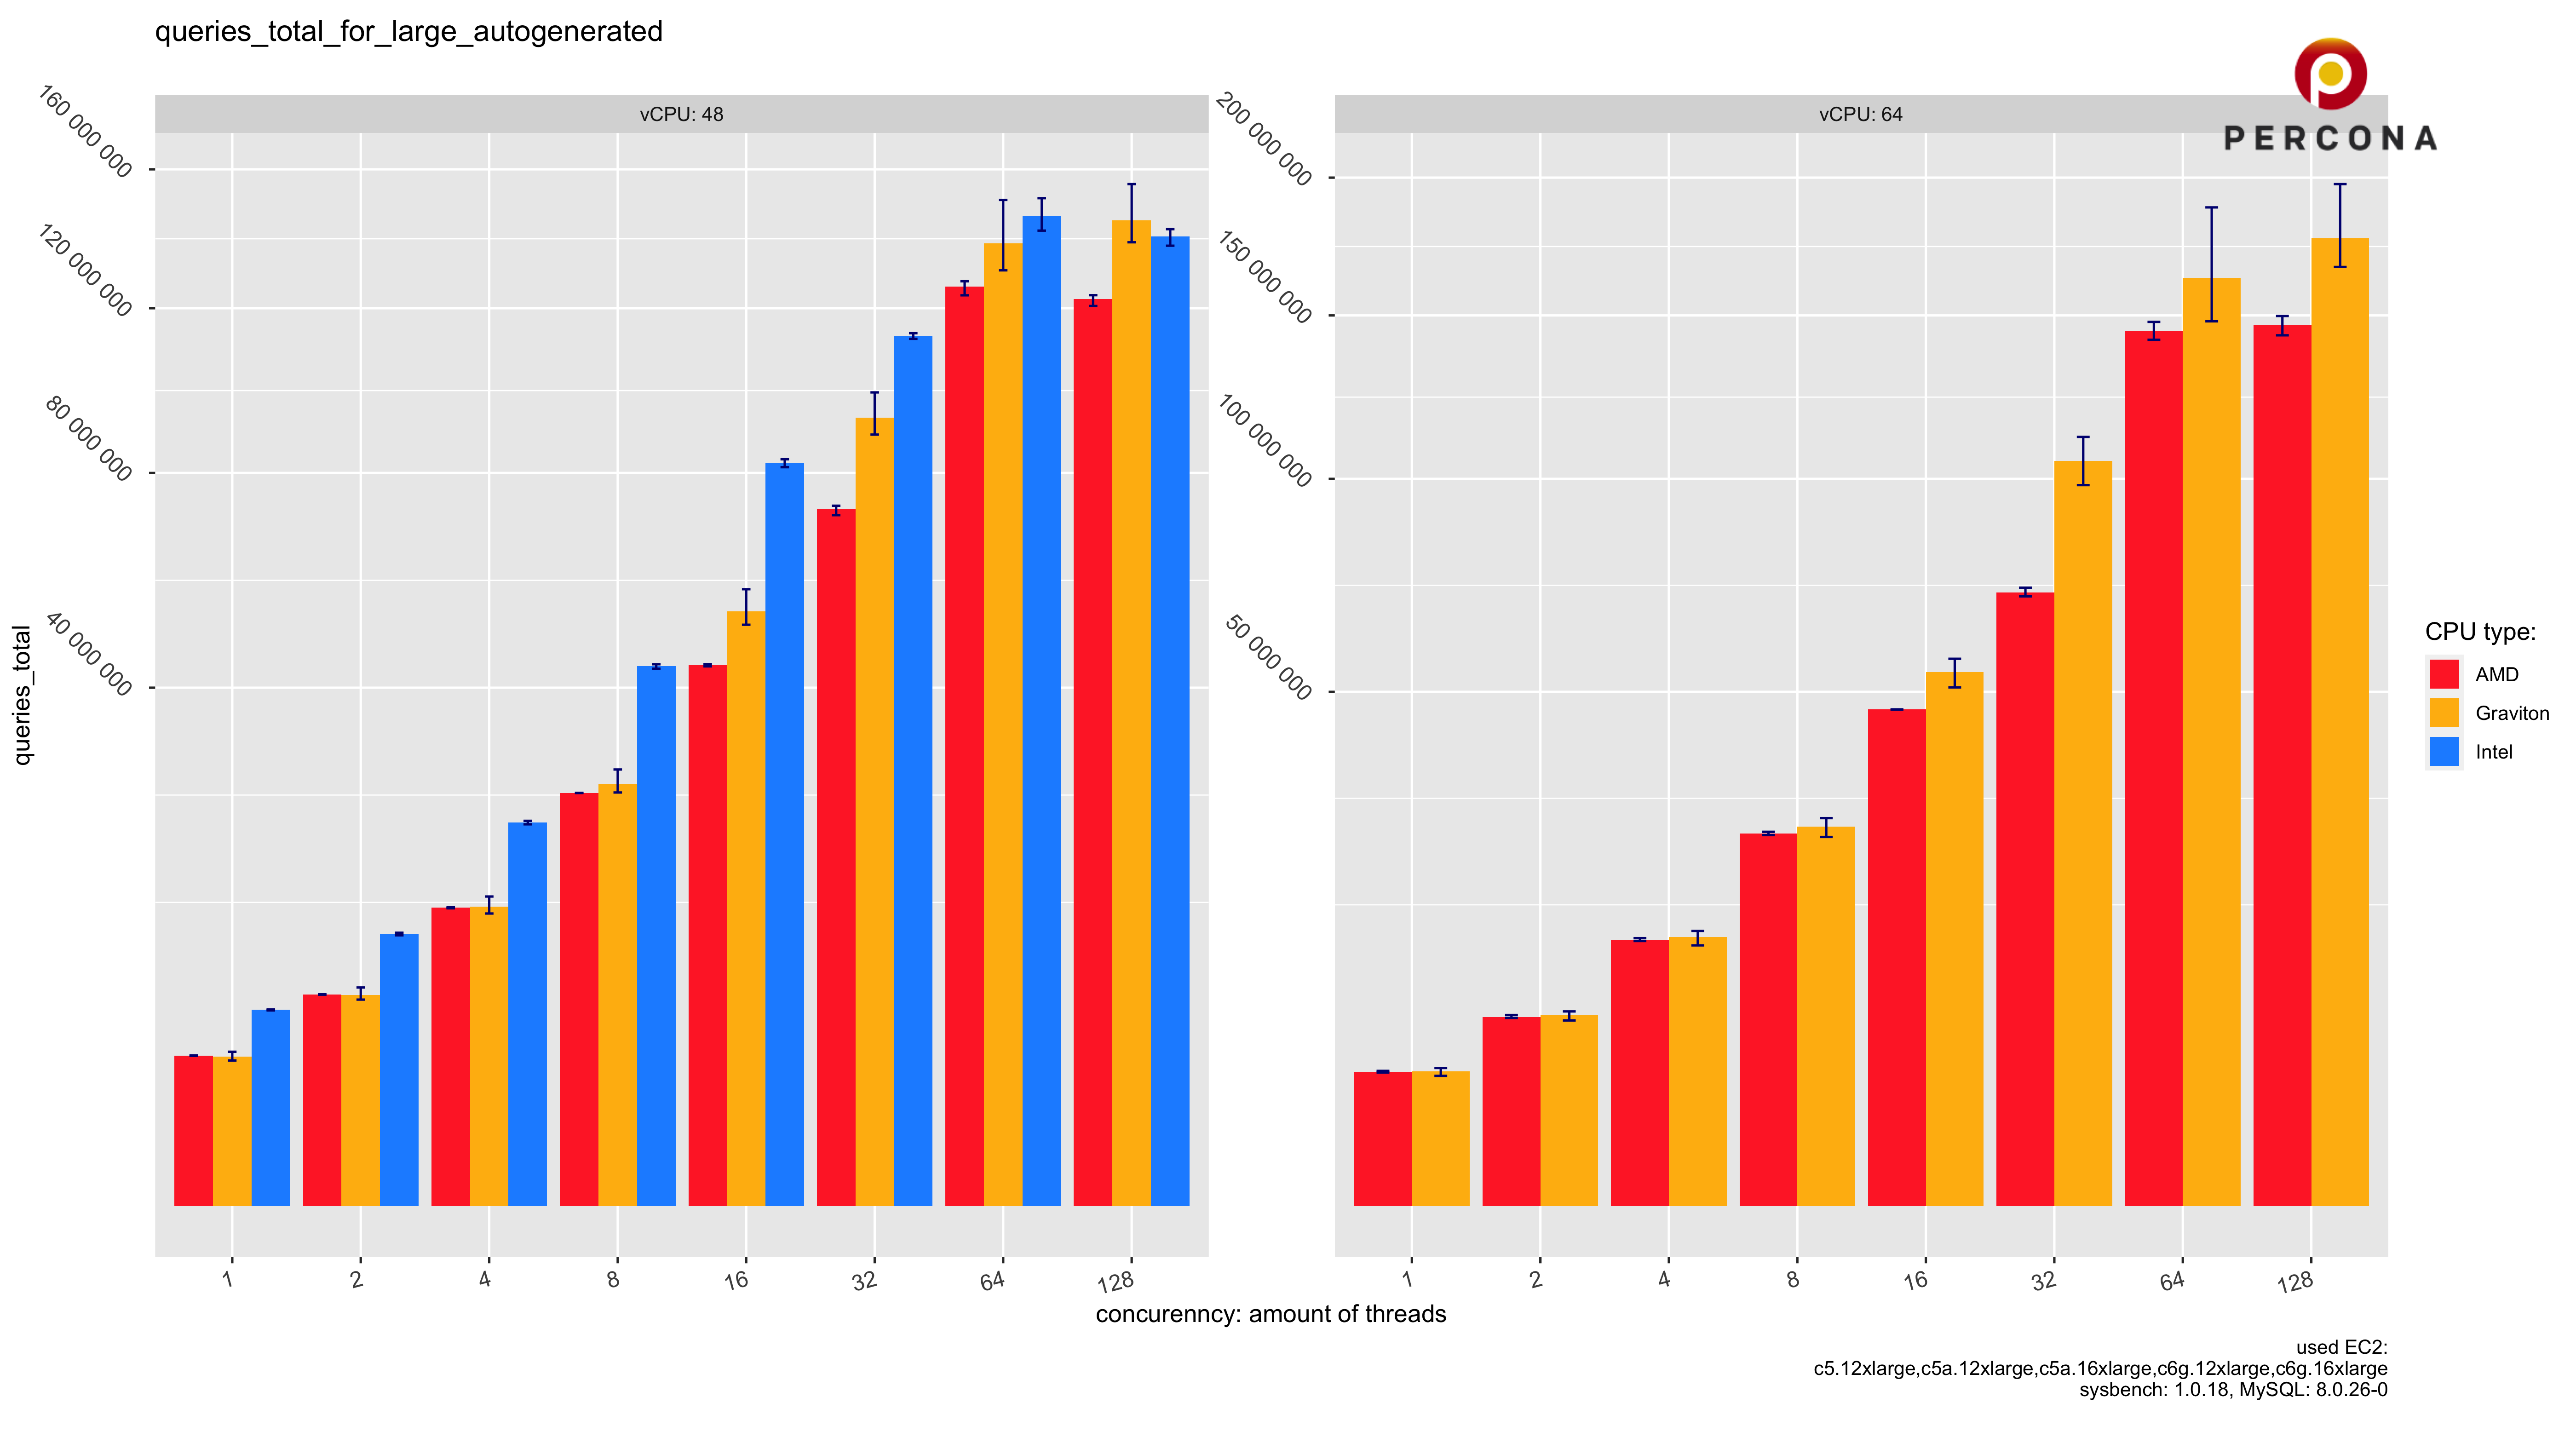 queries_total_for_large_autogenerated
PERCONA
vCPU: 48
vCPU: 64
queries_total
160 000 000
120 000 000
80 000 000
40 000 000
200 000 000
150 000 000
100 000 000
50 000 000
1 2 4 8 16 32 64 128
1 2 4 8 16 32 64 128
concurenncy: amount of threads
CPU type:
AMD
Graviton
Intel
used EC2:
c5.12xlarge,c5a.12xlarge,c5a.16xlarge,c6g.12xlarge,c6g.16xlarge
sysbench: 1.0.18, MySQL: 8.0.26-0